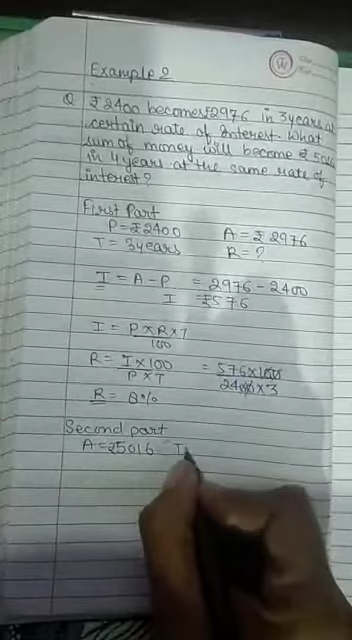 Example 2
Q ₹2400 becomes ₹2976 in 3 years at
certain rate of interest. What
sum of money will become ₹ 5016
in 4 years at the same rate of
interest?
First Part
P = ₹2400 A = ₹2976
T = 3 years R = ?
I = A - P = 2976 - 2400
I = ₹576
I = P × R × T / 100
R = I × 100 / P × T = 576 × 100 / 2400 × 3
R = 8%
Second part
A = ₹5016 T